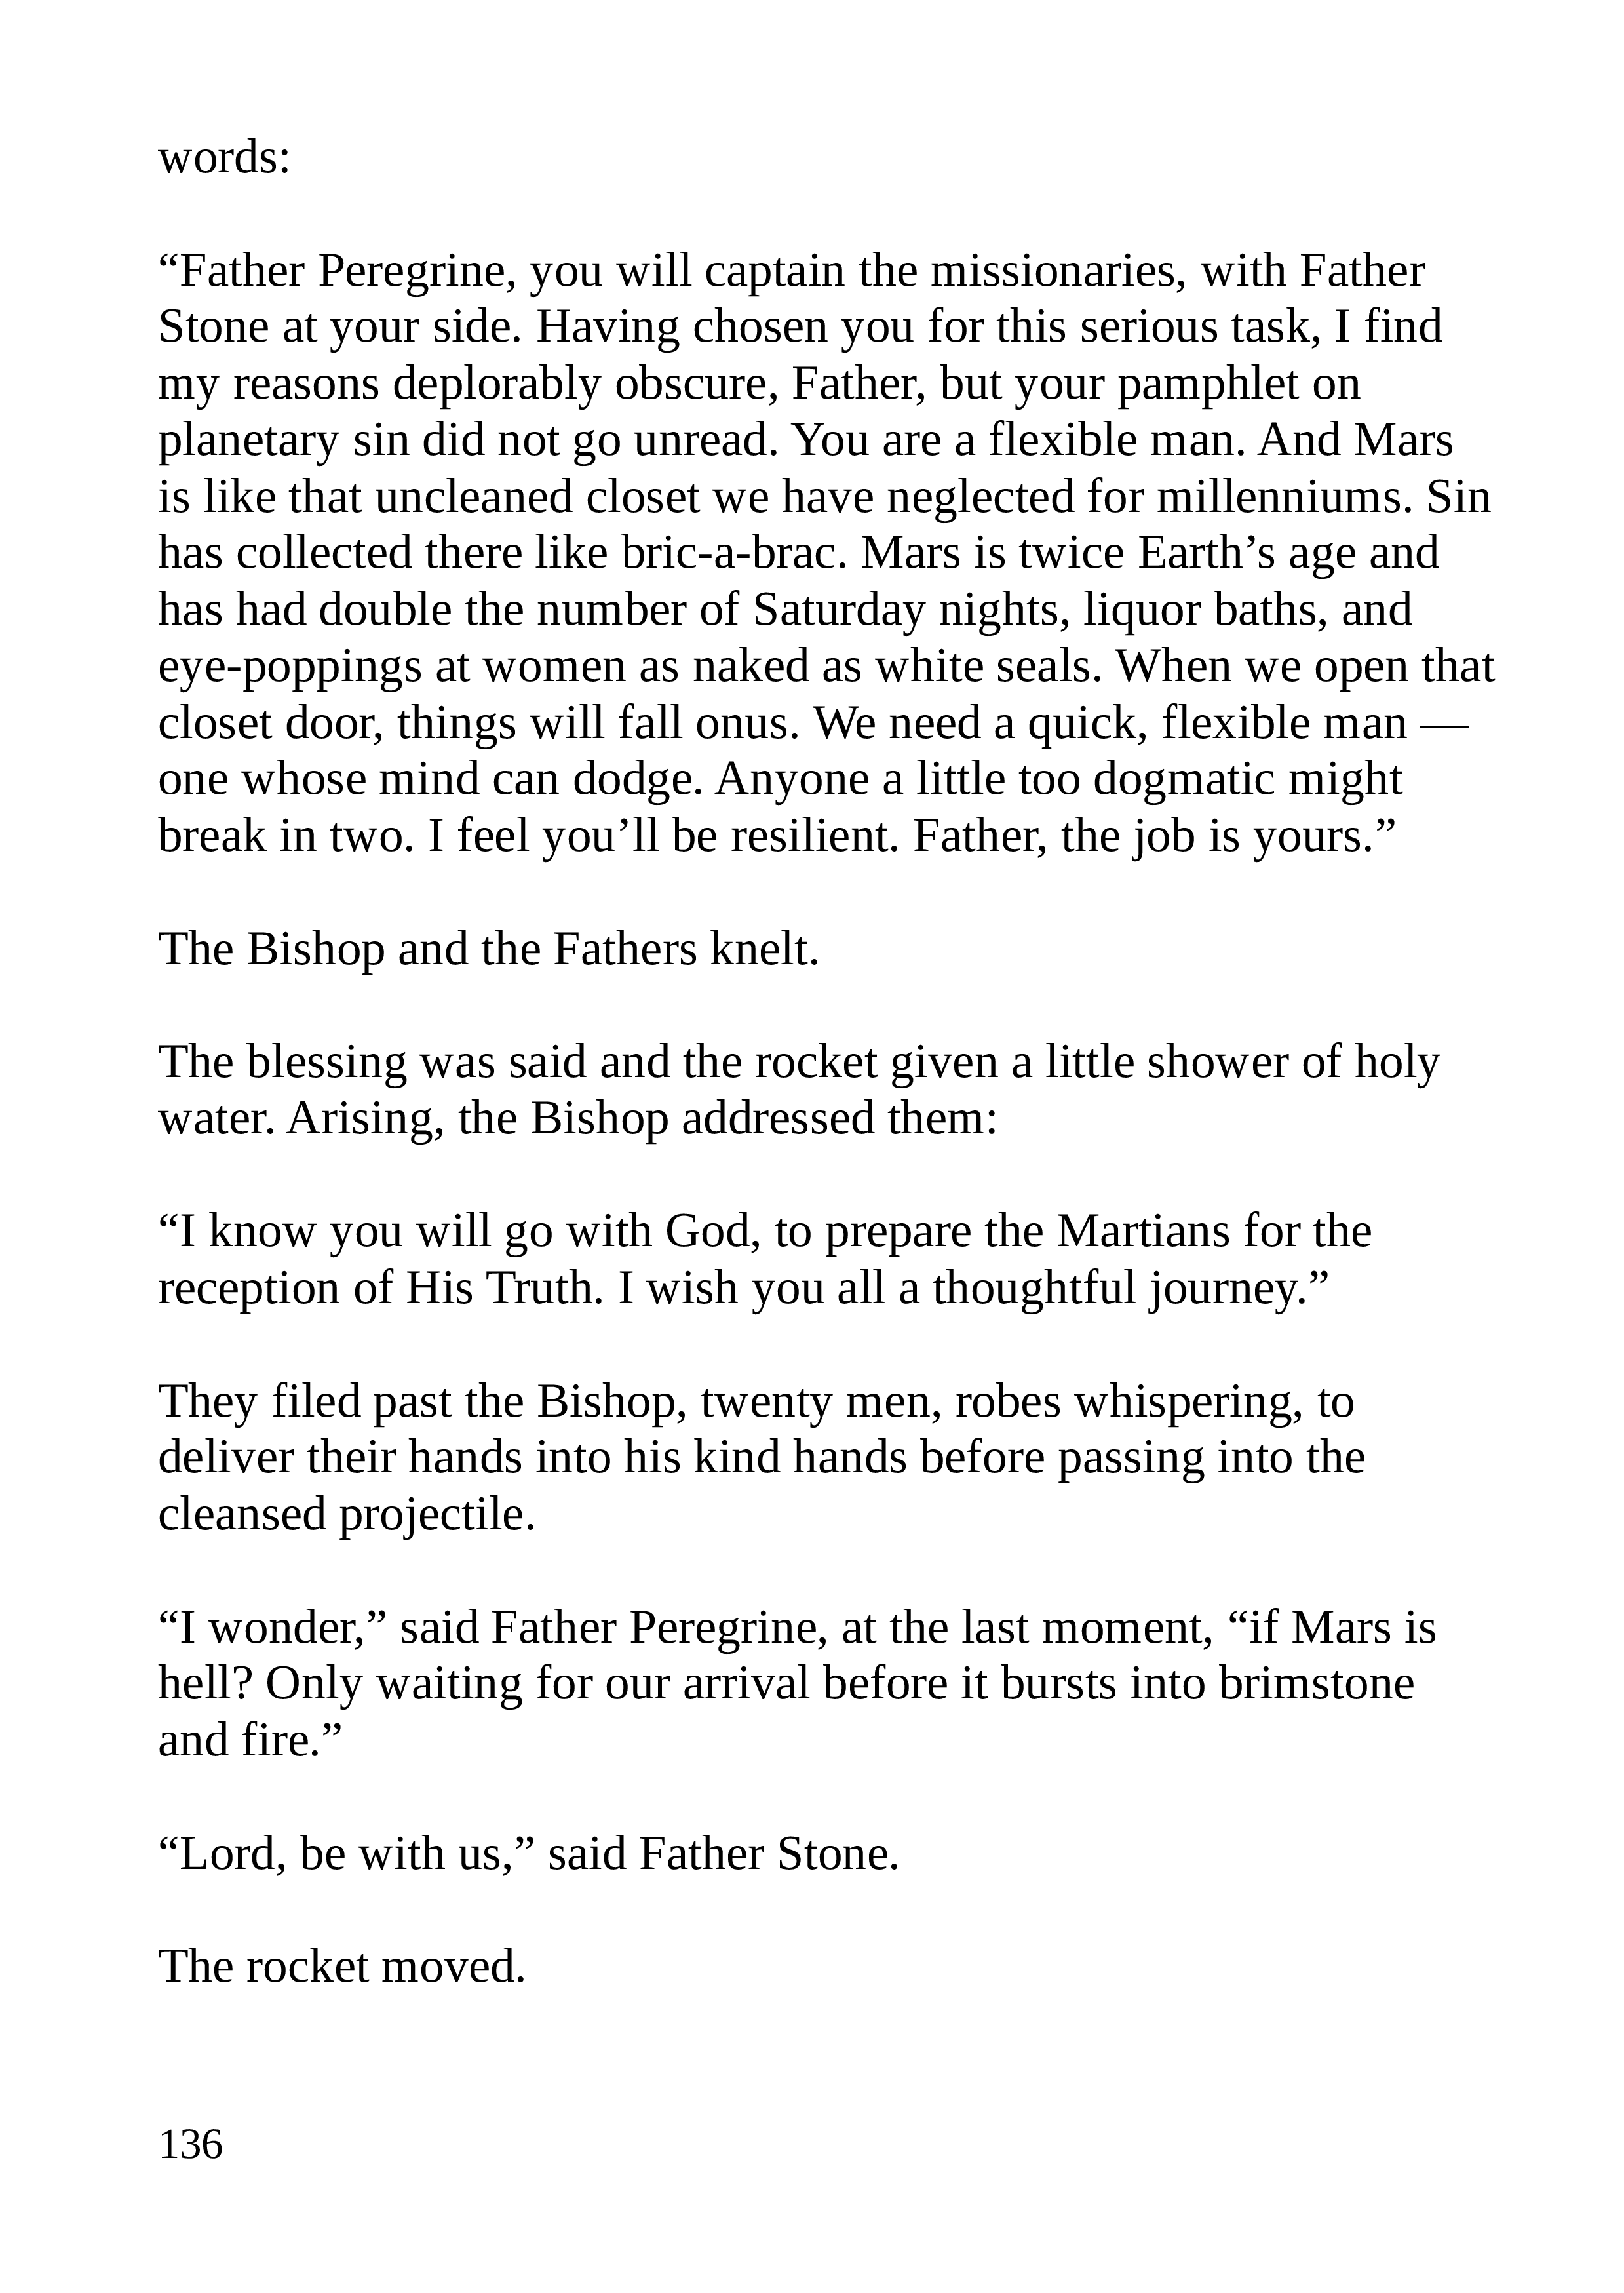 words:
“Father Peregrine, you will captain the missionaries, with Father
Stone at your side. Having chosen you for this serious task, I find
my reasons deplorably obscure, Father, but your pamphlet on
planetary sin did not go unread. You are a flexible man. And Mars
is like that uncleaned closet we have neglected for millenniums. Sin
has collected there like bric-a-brac. Mars is twice Earth’s age and
has had double the number of Saturday nights, liquor baths, and
eye-poppings at women as naked as white seals. When we open that
closet door, things will fall onus. We need a quick, flexible man —
one whose mind can dodge. Anyone a little too dogmatic might
break in two. I feel you’ll be resilient. Father, the job is yours.”
The Bishop and the Fathers knelt.
The blessing was said and the rocket given a little shower of holy
water. Arising, the Bishop addressed them:
“I know you will go with God, to prepare the Martians for the
reception of His Truth. I wish you all a thoughtful journey.”
They filed past the Bishop, twenty men, robes whispering, to
deliver their hands into his kind hands before passing into the
cleansed projectile.
“I wonder,” said Father Peregrine, at the last moment, “if Mars is
hell? Only waiting for our arrival before it bursts into brimstone
and fire.”
“Lord, be with us,” said Father Stone.
The rocket moved.
136